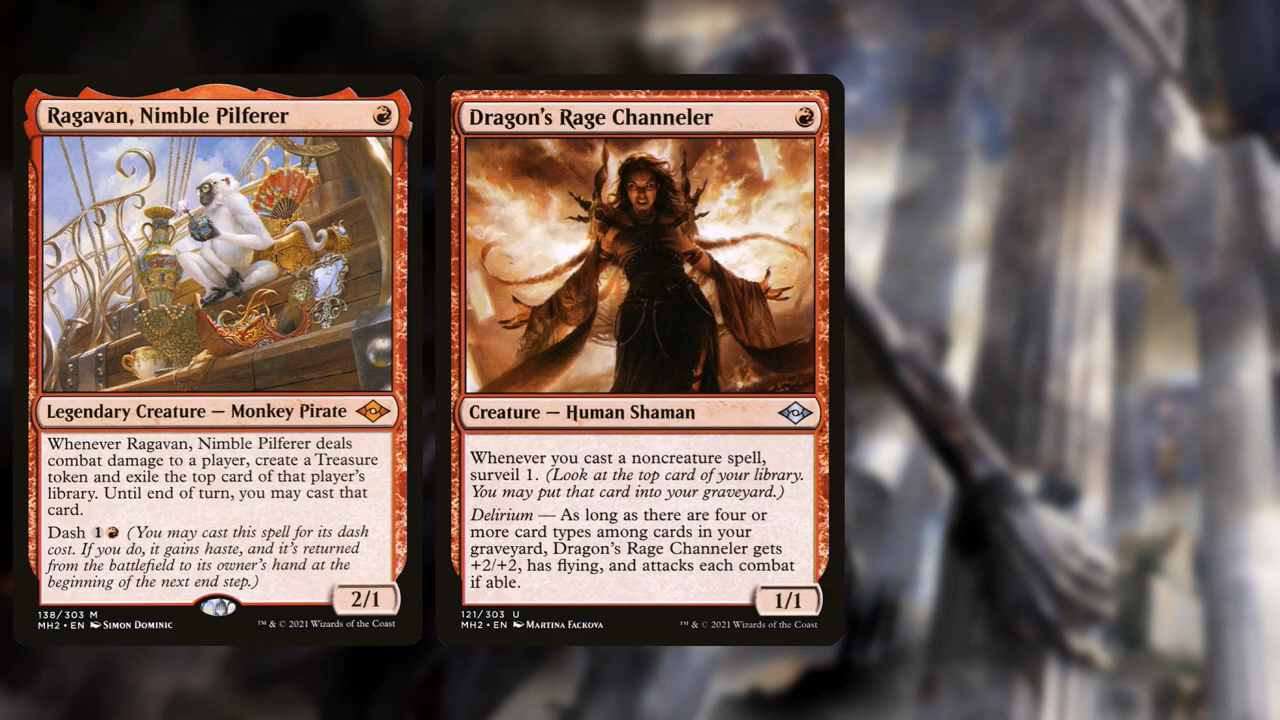 Ragavan, Nimble Pilferer
Legendary Creature — Monkey Pirate
Whenever Ragavan, Nimble Pilferer deals
combat damage to a player, create a Treasure
token and exile the top card of that player's
library. Until end of turn, you may cast that
card.
Dash 1 (You may cast this spell for its dash
cost. If you do, it gains haste, and it's returned
from the battlefield to its owner's hand at the
beginning of the next end step.)
2/1
138/303 M
MH2 • EN SIMON DOMINIC
™ & © 2021 Wizards of the Coast
Dragon's Rage Channeler
Creature — Human Shaman
Whenever you cast a noncreature spell,
surveil 1. (Look at the top card of your library.
You may put that card into your graveyard.)
Delirium — As long as there are four or
more card types among cards in your
graveyard, Dragon's Rage Channeler gets
+2/+2, has flying, and attacks each combat
if able.
1/1
121/303 U
MH2 • EN MARTINA FACKOVA
™ & © 2021 Wizards of the Coast